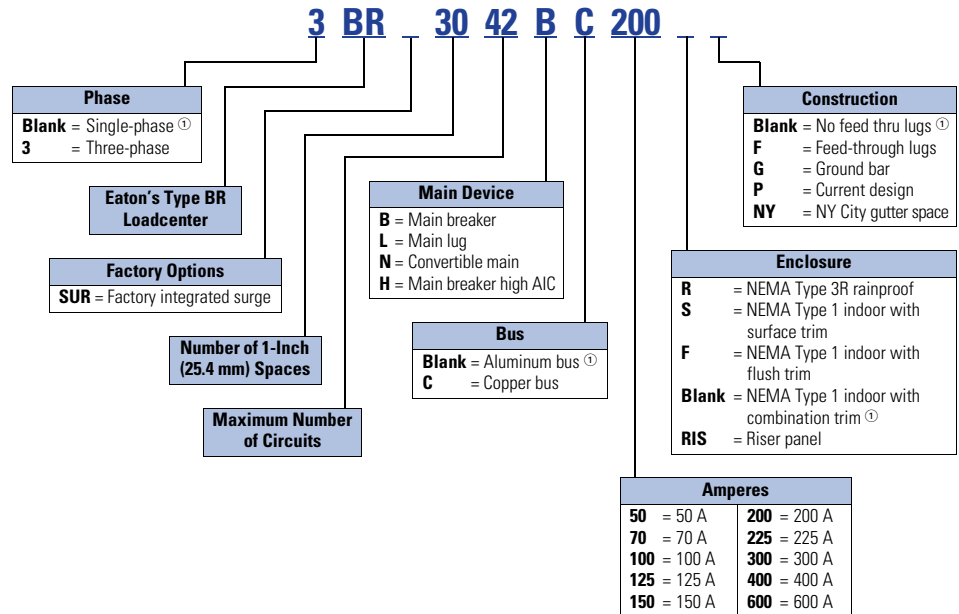 3 BR _ 30 42 B C 200 _ _
Phase
Blank = Single-phase ①
3 = Three-phase
Eaton's Type BR
Loadcenter
Factory Options
SUR = Factory integrated surge
Number of 1-Inch
(25.4 mm) Spaces
Maximum Number
of Circuits
Main Device
B = Main breaker
L = Main lug
N = Convertible main
H = Main breaker high AIC
Bus
Blank = Aluminum bus ①
C = Copper bus
Construction
Blank = No feed thru lugs ①
F = Feed-through lugs
G = Ground bar
P = Current design
NY = NY City gutter space
Enclosure
R = NEMA Type 3R rainproof
S = NEMA Type 1 indoor with
surface trim
F = NEMA Type 1 indoor with
flush trim
Blank = NEMA Type 1 indoor with
combination trim ①
RIS = Riser panel
Amperes
50 = 50 A
70 = 70 A
100 = 100 A
125 = 125 A
150 = 150 A
200 = 200 A
225 = 225 A
300 = 300 A
400 = 400 A
600 = 600 A